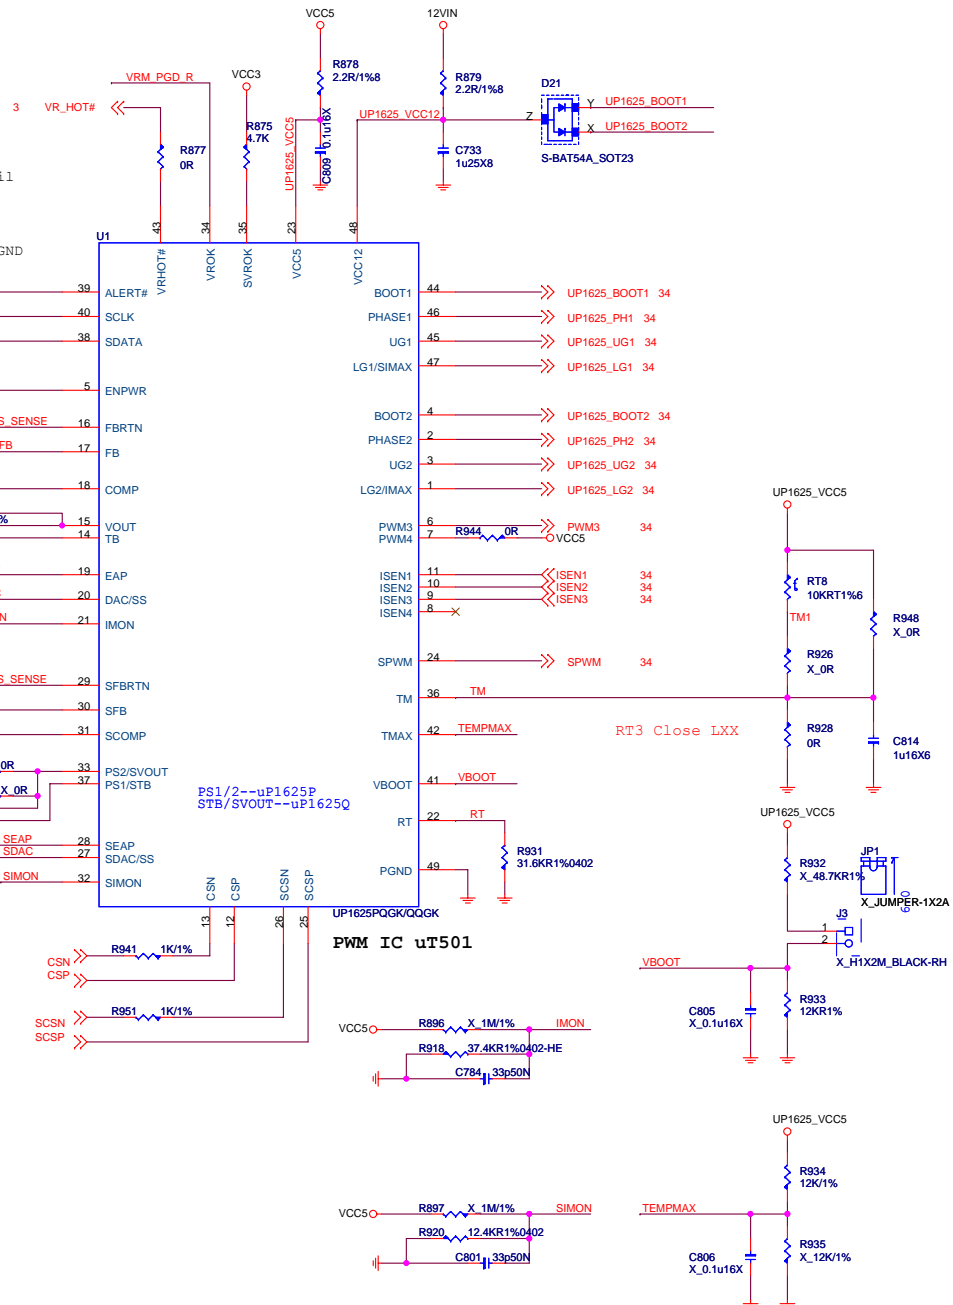 VCC5
12VIN
R878
2.2R/1%8
R879
2.2R/1%8
D21
VRM_PGD_R
VCC3
3 VR_HOT#
UP1625_BOOT1
Y
UP1625_VCC12
Z
X
UP1625_BOOT2
S-BAT54A_SOT23
R875
4.7K
UP1625_VCC5
C809
0.1u16X
C733
1u25X8
R877
0R
il
GND
U1
43
34
35
23
48
VRHOT#
VROK
SVROK
VCC5
VCC12
39 ALERT#
40 SCLK
38 SDATA
5 ENPWR
S_SENSE 16 FBRTN
FB 17 FB
18 COMP
% 15 VOUT
14 TB
19 EAP
20 DAC/SS
N 21 IMON
S_SENSE 29 SFBRTN
30 SFB
31 SCOMP
0R 33 PS2/SVOUT
37 PS1/STB
X_0R
SEAP 28 SEAP
SDAC 27 SDAC/SS
SIMON 32 SIMON
PS1/2--uP1625P
STB/SVOUT--uP1625Q
BOOT1 44 UP1625_BOOT1 34
PHASE1 46 UP1625_PH1 34
UG1 45 UP1625_UG1 34
LG1/SIMAX 47 UP1625_LG1 34
BOOT2 4 UP1625_BOOT2 34
PHASE2 2 UP1625_PH2 34
UG2 3 UP1625_UG2 34
LG2/IMAX 1 UP1625_LG2 34
PWM3 6 PWM3 34
PWM4 7 R944 0R VCC5
ISEN1 11 ISEN1 34
ISEN2 10 ISEN2 34
ISEN3 9 ISEN3 34
ISEN4 8
SPWM 24 SPWM 34
TM 36 TM
TMAX 42 TEMPMAX
VBOOT 41 VBOOT
RT 22 RT
PGND 49
R931
31.6KR1%0402
CSN
CSP
SCSN
SCSP
13
12
26
25
UP1625PQGK/QQGK
PWM IC uT501
UP1625_VCC5
RT8
10KRT1%6
TM1
R948
X_0R
R926
X_0R
RT3 Close LXX
R928
0R
C814
1u16X6
UP1625_VCC5
R932
X_48.7KR1%
JP1
X_JUMPER-1X2A
J3
1
2
X_H1X2M_BLACK-RH
VBOOT
C805
X_0.1u16X
R933
12KR1%
CSN R941 1K/1%
CSP
SCSN R951 1K/1%
SCSP
VCC5 R896 X_1M/1% IMON
R918 37.4KR1%0402-HE
C784 33p50N
UP1625_VCC5
R934
12K/1%
VCC5 R897 X_1M/1% SIMON
R920 12.4KR1%0402
C801 33p50N
TEMPMAX
C806
X_0.1u16X
R935
X_12K/1%